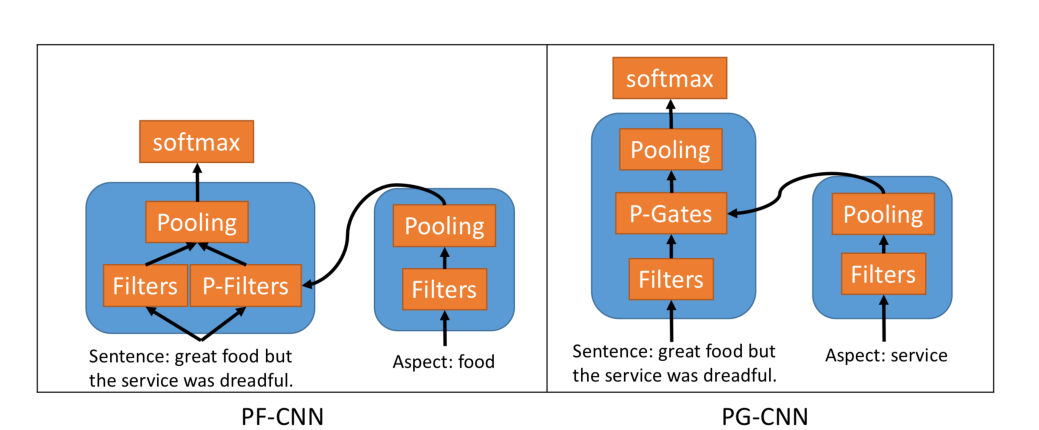 softmax
Pooling
Filters
P-Filters
Sentence: great food but
the service was dreadful.
Pooling
Filters
Aspect: food
PF-CNN
softmax
Pooling
P-Gates
Filters
Sentence: great food but
the service was dreadful.
Pooling
Filters
Aspect: service
PG-CNN